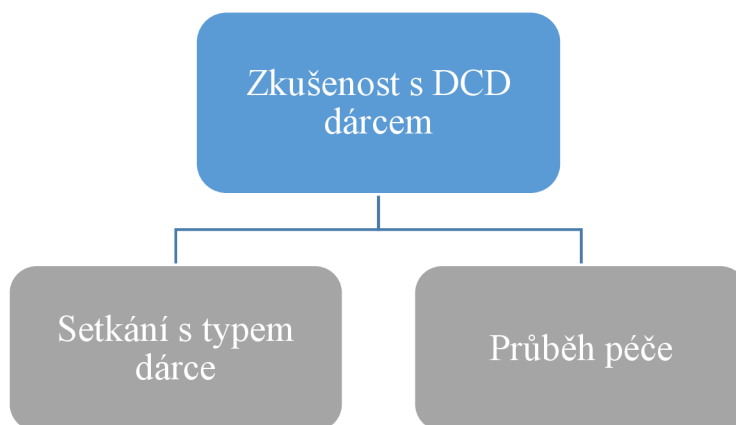 Zkušenost s DCD
dárcem
Setkání s typem
dárce
Průběh péče